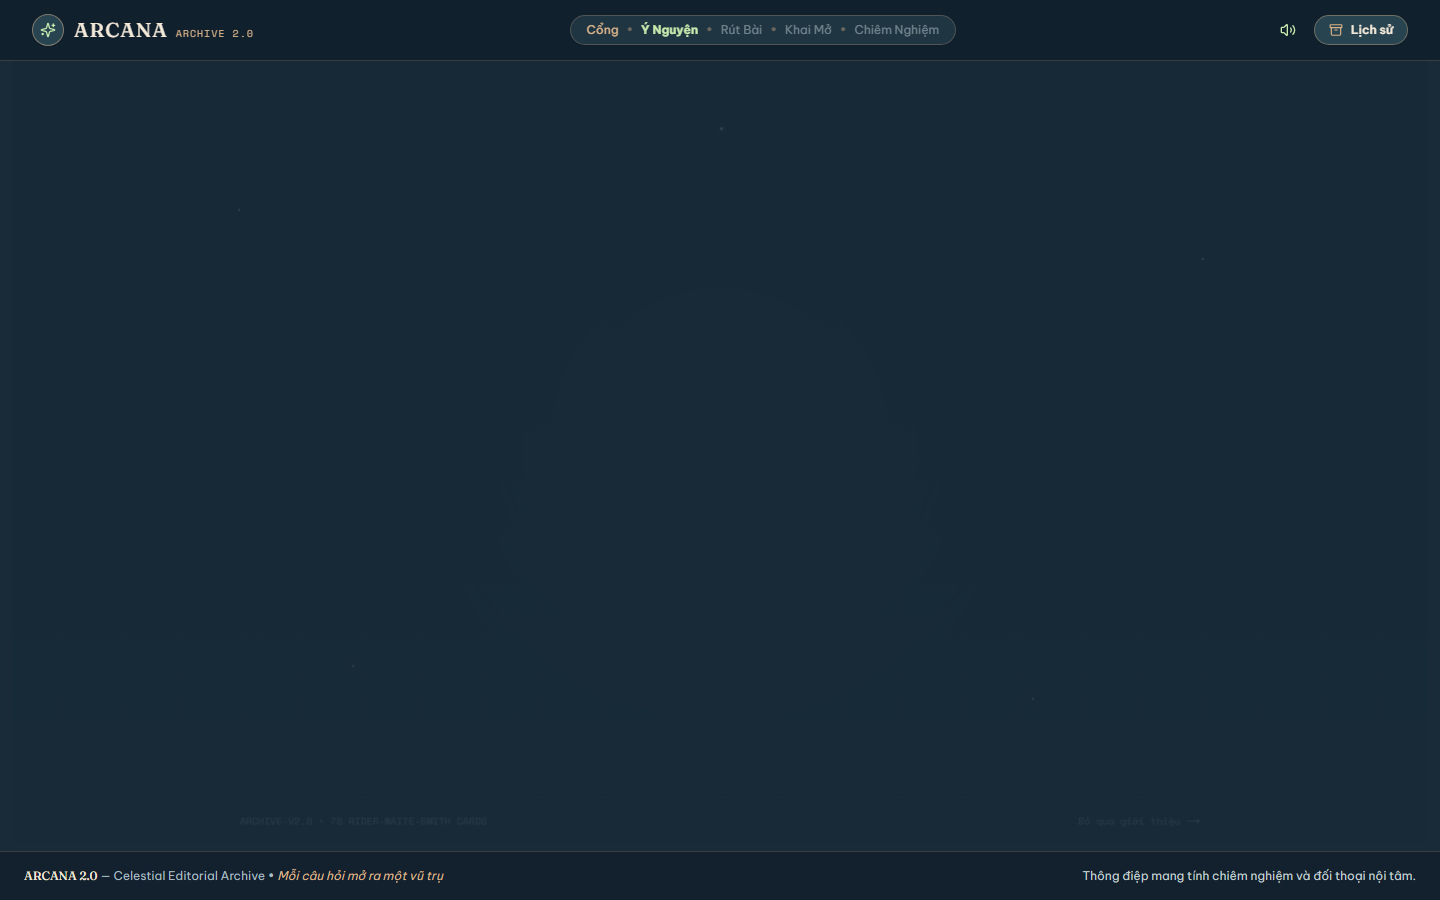 ARCANA ARCHIVE 2.0
Cổng • Ý Nguyện • Rút Bài • Khai Mở • Chiêm Nghiệm
Lịch sử
ARCHIVE V2.0 • 78 RIDER-WAITE-SMITH CARDS
Bỏ qua giới thiệu →
ARCANA 2.0 — Celestial Editorial Archive • Mỗi câu hỏi mở ra một vũ trụ
Thông điệp mang tính chiêm nghiệm và đối thoại nội tâm.